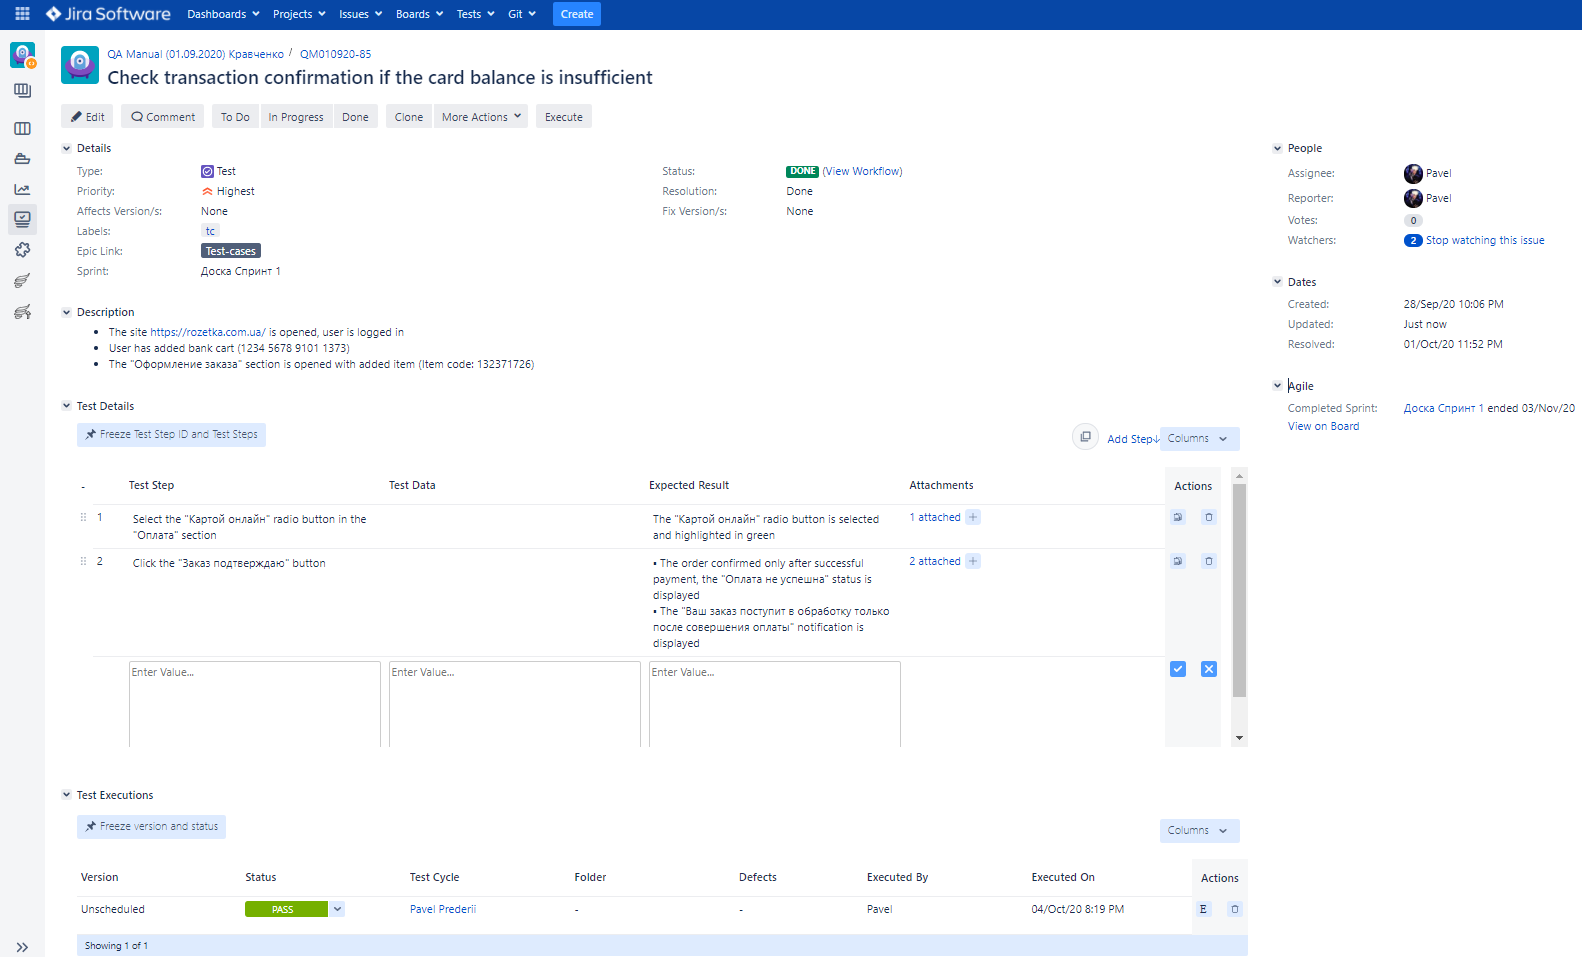 Jira Software Dashboards Projects Issues Boards Tests Git Create
QA Manual (01.09.2020) Кравченко / QM010920-85
Check transaction confirmation if the card balance is insufficient
Edit Comment To Do In Progress Done Clone More Actions Execute
Details
Type: Test
Priority: Highest
Affects Version/s: None
Labels: tc
Epic Link: Test-cases
Sprint: Доска Спринт 1
Status: DONE (View Workflow)
Resolution: Done
Fix Version/s: None
People
Assignee: Pavel
Reporter: Pavel
Votes: 0
Watchers: 2 Stop watching this issue
Dates
Created: 28/Sep/20 10:06 PM
Updated: Just now
Resolved: 01/Oct/20 11:52 PM
Agile
Completed Sprint: Доска Спринт 1 ended 03/Nov/20
View on Board
Description
• The site https://rozetka.com.ua/ is opened, user is logged in
• User has added bank cart (1234 5678 9101 1373)
• The "Оформление заказа" section is opened with added item (Item code: 132371726)
Test Details
Freeze Test Step ID and Test Steps
Add Step↓ Columns
- Test Step Test Data Expected Result Attachments Actions
1 Select the "Картой онлайн" radio button in the
"Оплата" section
The "Картой онлайн" radio button is selected
and highlighted in green
1 attached +
2 Click the "Заказ подтверждаю" button
▪ The order confirmed only after successful
payment, the "Оплата не успешна" status is
displayed
▪ The "Ваш заказ поступит в обработку только
после совершения оплаты" notification is
displayed
2 attached +
Enter Value... Enter Value... Enter Value...
Test Executions
Freeze version and status
Columns
Version Status Test Cycle Folder Defects Executed By Executed On Actions
Unscheduled PASS Pavel Prederii - - Pavel 04/Oct/20 8:19 PM E
Showing 1 of 1